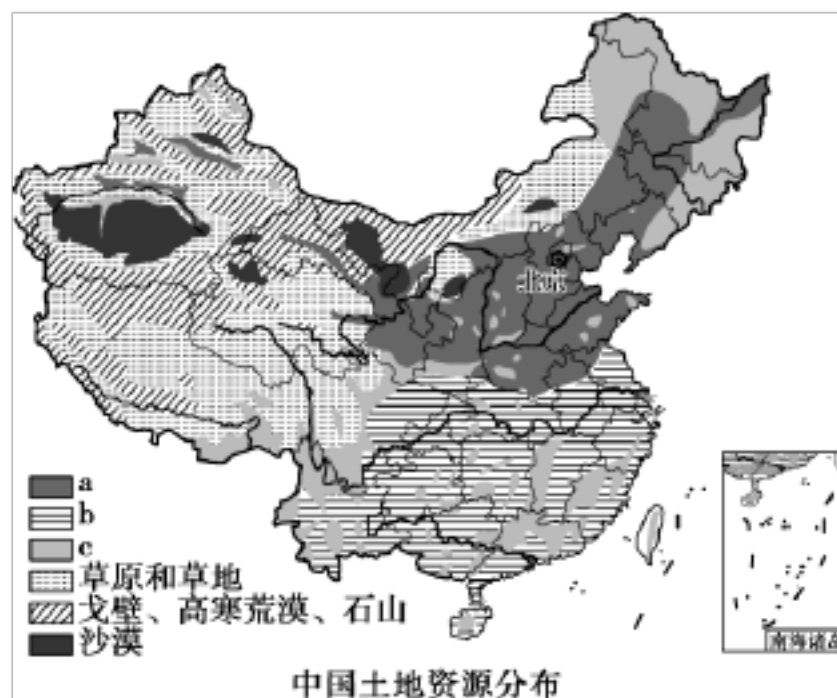 北京
a
b
c
草原和草地
戈壁、高寒荒漠、石山
沙漠
南海诸岛
中国土地资源分布